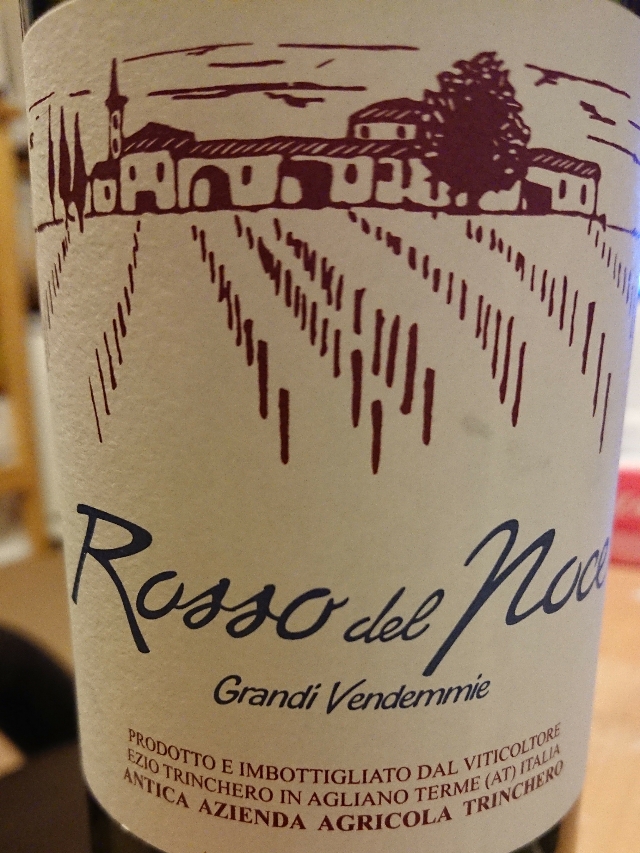 Rosso del Noce
Grandi Vendemmie
PRODOTTO E IMBOTTIGLIATO DAL VITICOLTORE
EZIO TRINCHERO IN AGLIANO TERME (AT) ITALIA
ANTICA AZIENDA AGRICOLA TRINCHERO